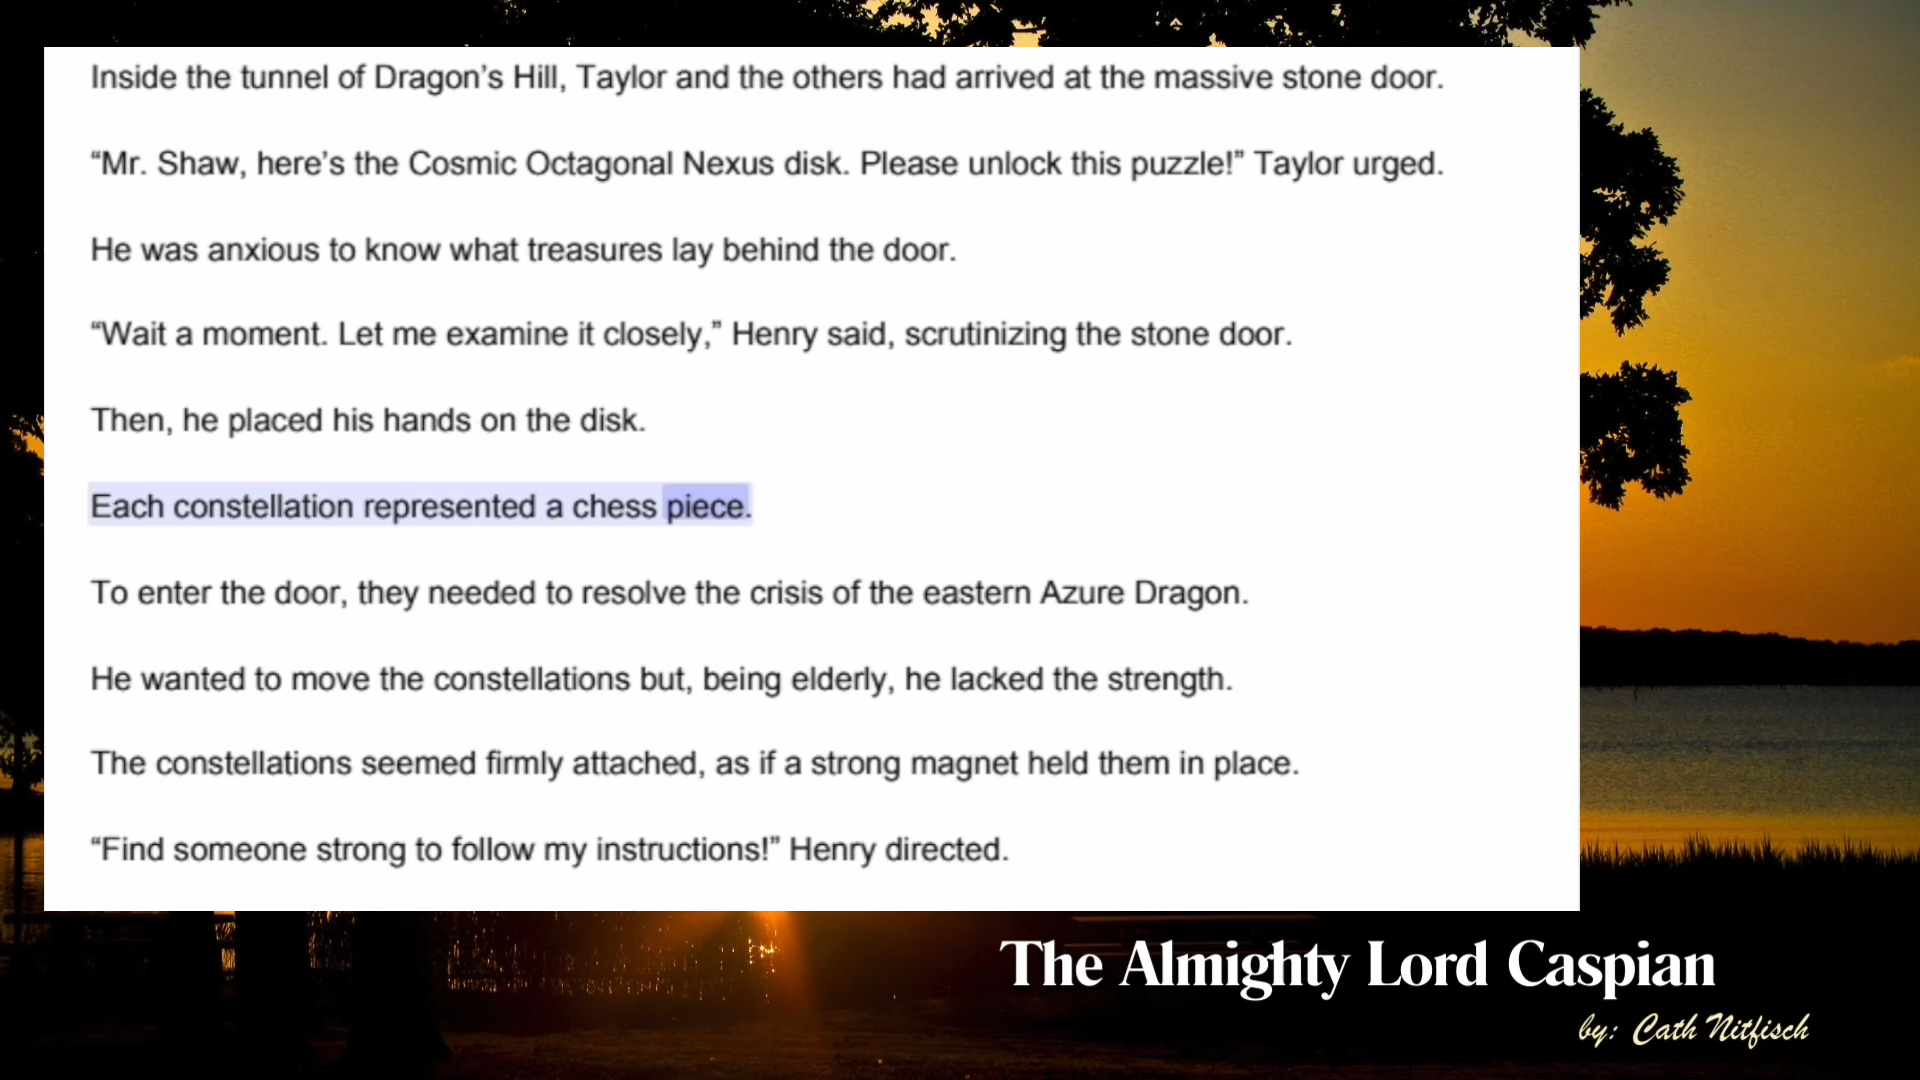 Inside the tunnel of Dragon’s Hill, Taylor and the others had arrived at the massive stone door.
“Mr. Shaw, here’s the Cosmic Octagonal Nexus disk. Please unlock this puzzle!” Taylor urged.
He was anxious to know what treasures lay behind the door.
“Wait a moment. Let me examine it closely,” Henry said, scrutinizing the stone door.
Then, he placed his hands on the disk.
Each constellation represented a chess piece.
To enter the door, they needed to resolve the crisis of the eastern Azure Dragon.
He wanted to move the constellations but, being elderly, he lacked the strength.
The constellations seemed firmly attached, as if a strong magnet held them in place.
“Find someone strong to follow my instructions!” Henry directed.
The Almighty Lord Caspian
by: Cath Nitfisch